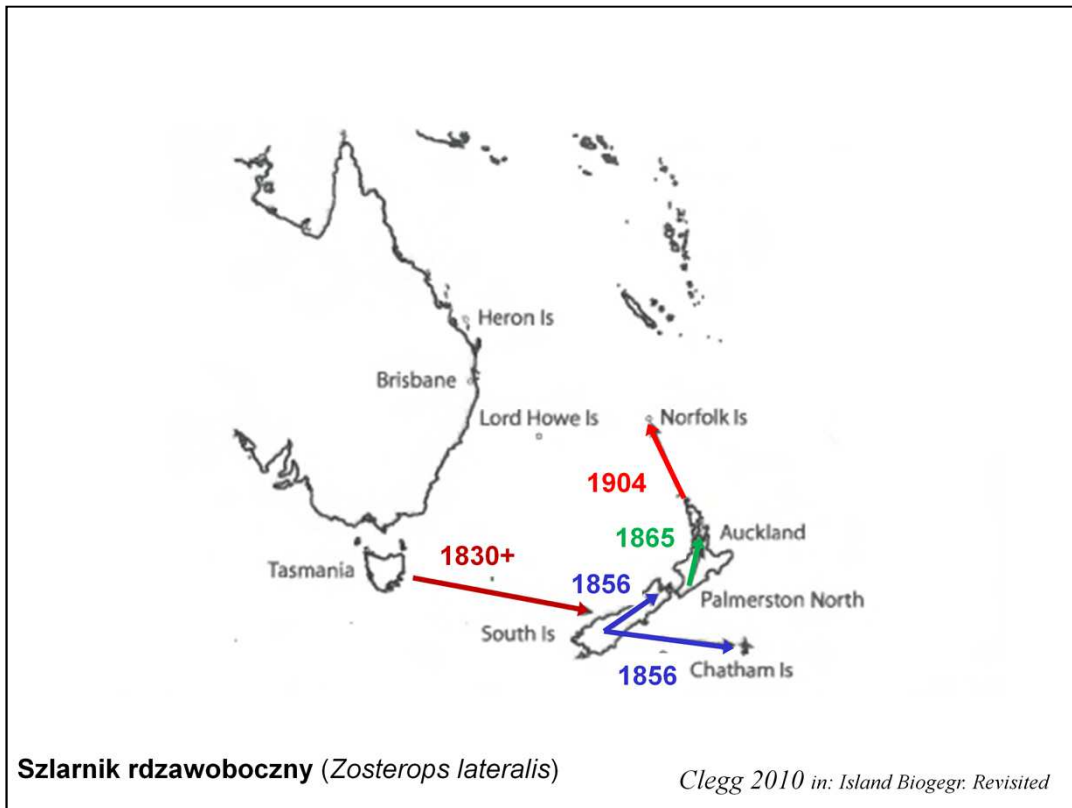 Heron Is
Brisbane
Lord Howe Is
Norfolk Is
1904
1865
Auckland
1830+
Tasmania
1856
Palmerston North
South Is
Chatham Is
1856
Szlarnik rdzawoboczny (Zosterops lateralis)
Clegg 2010 in: Island Biogegr. Revisited